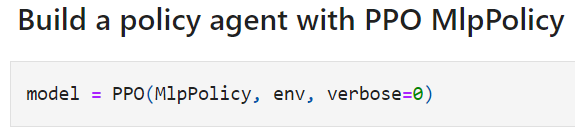 Build a policy agent with PPO MlpPolicy
model = PPO(MlpPolicy, env, verbose=0)